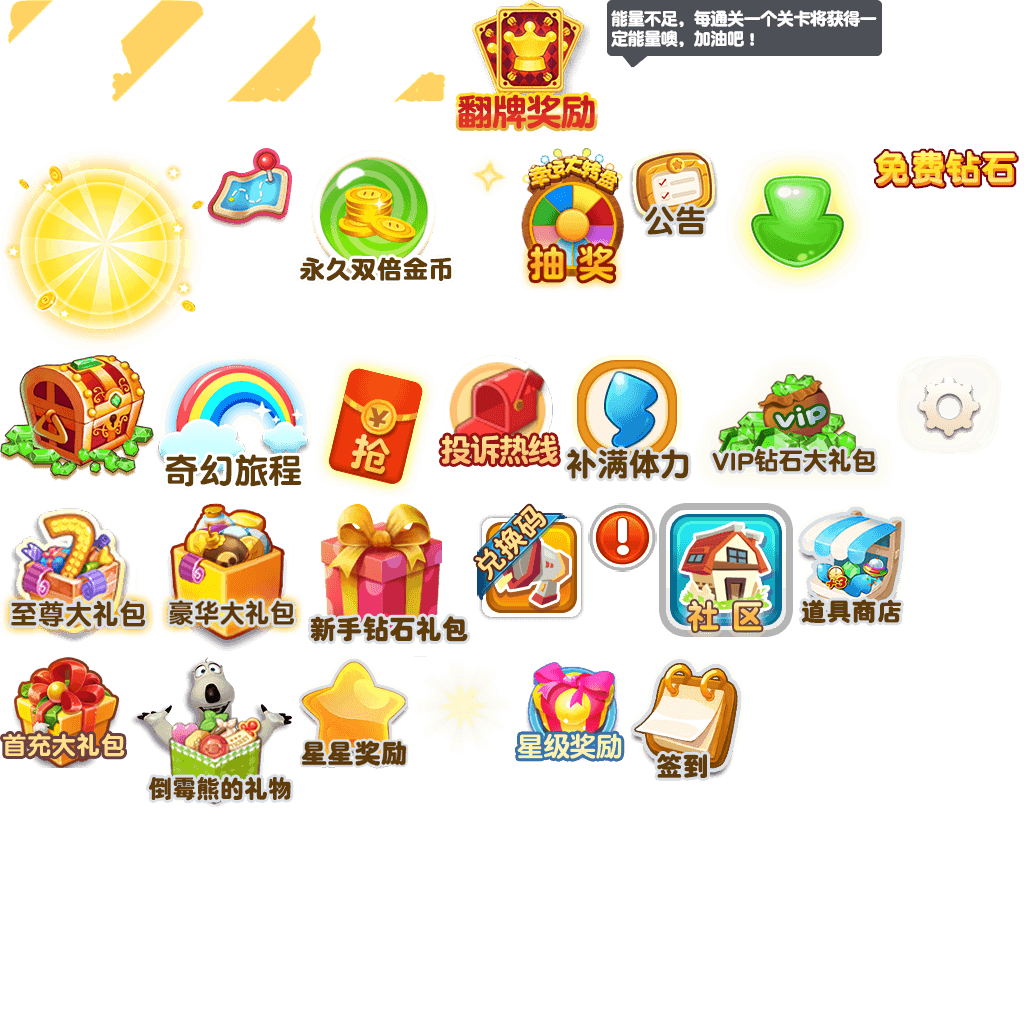 能量不足，每通关一个关卡将获得一
定能量噢，加油吧！
翻牌奖励
免费钻石
幸运大转盘
抽奖
公告
永久双倍金币
奇幻旅程
¥
抢
投诉热线
补满体力
vip
VIP钻石大礼包
至尊大礼包
豪华大礼包
新手钻石礼包
兑换码
社区
+3
道具商店
首充大礼包
倒霉熊的礼物
星星奖励
星级奖励
签到